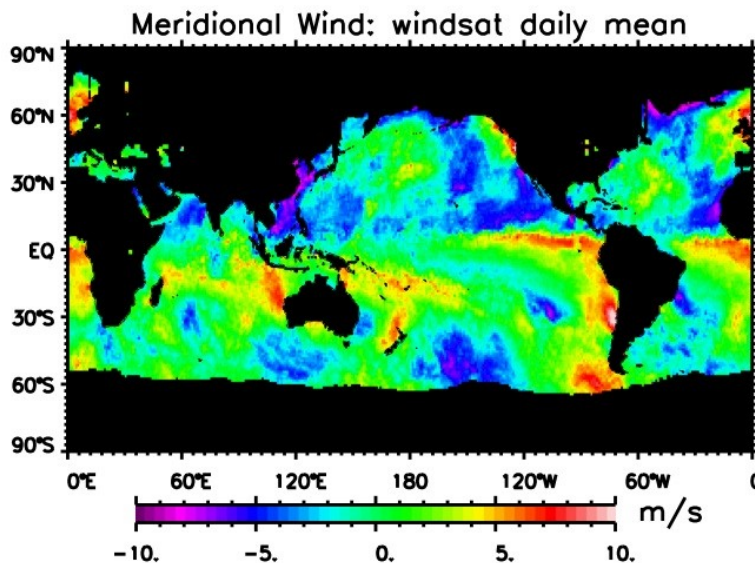 Meridional Wind: windsat daily mean
90°N
60°N
30°N
EQ
30°S
60°S
90°S
0°E 60°E 120°E 180 120°W 60°W 0
m/s
-10. -5. 0. 5. 10.